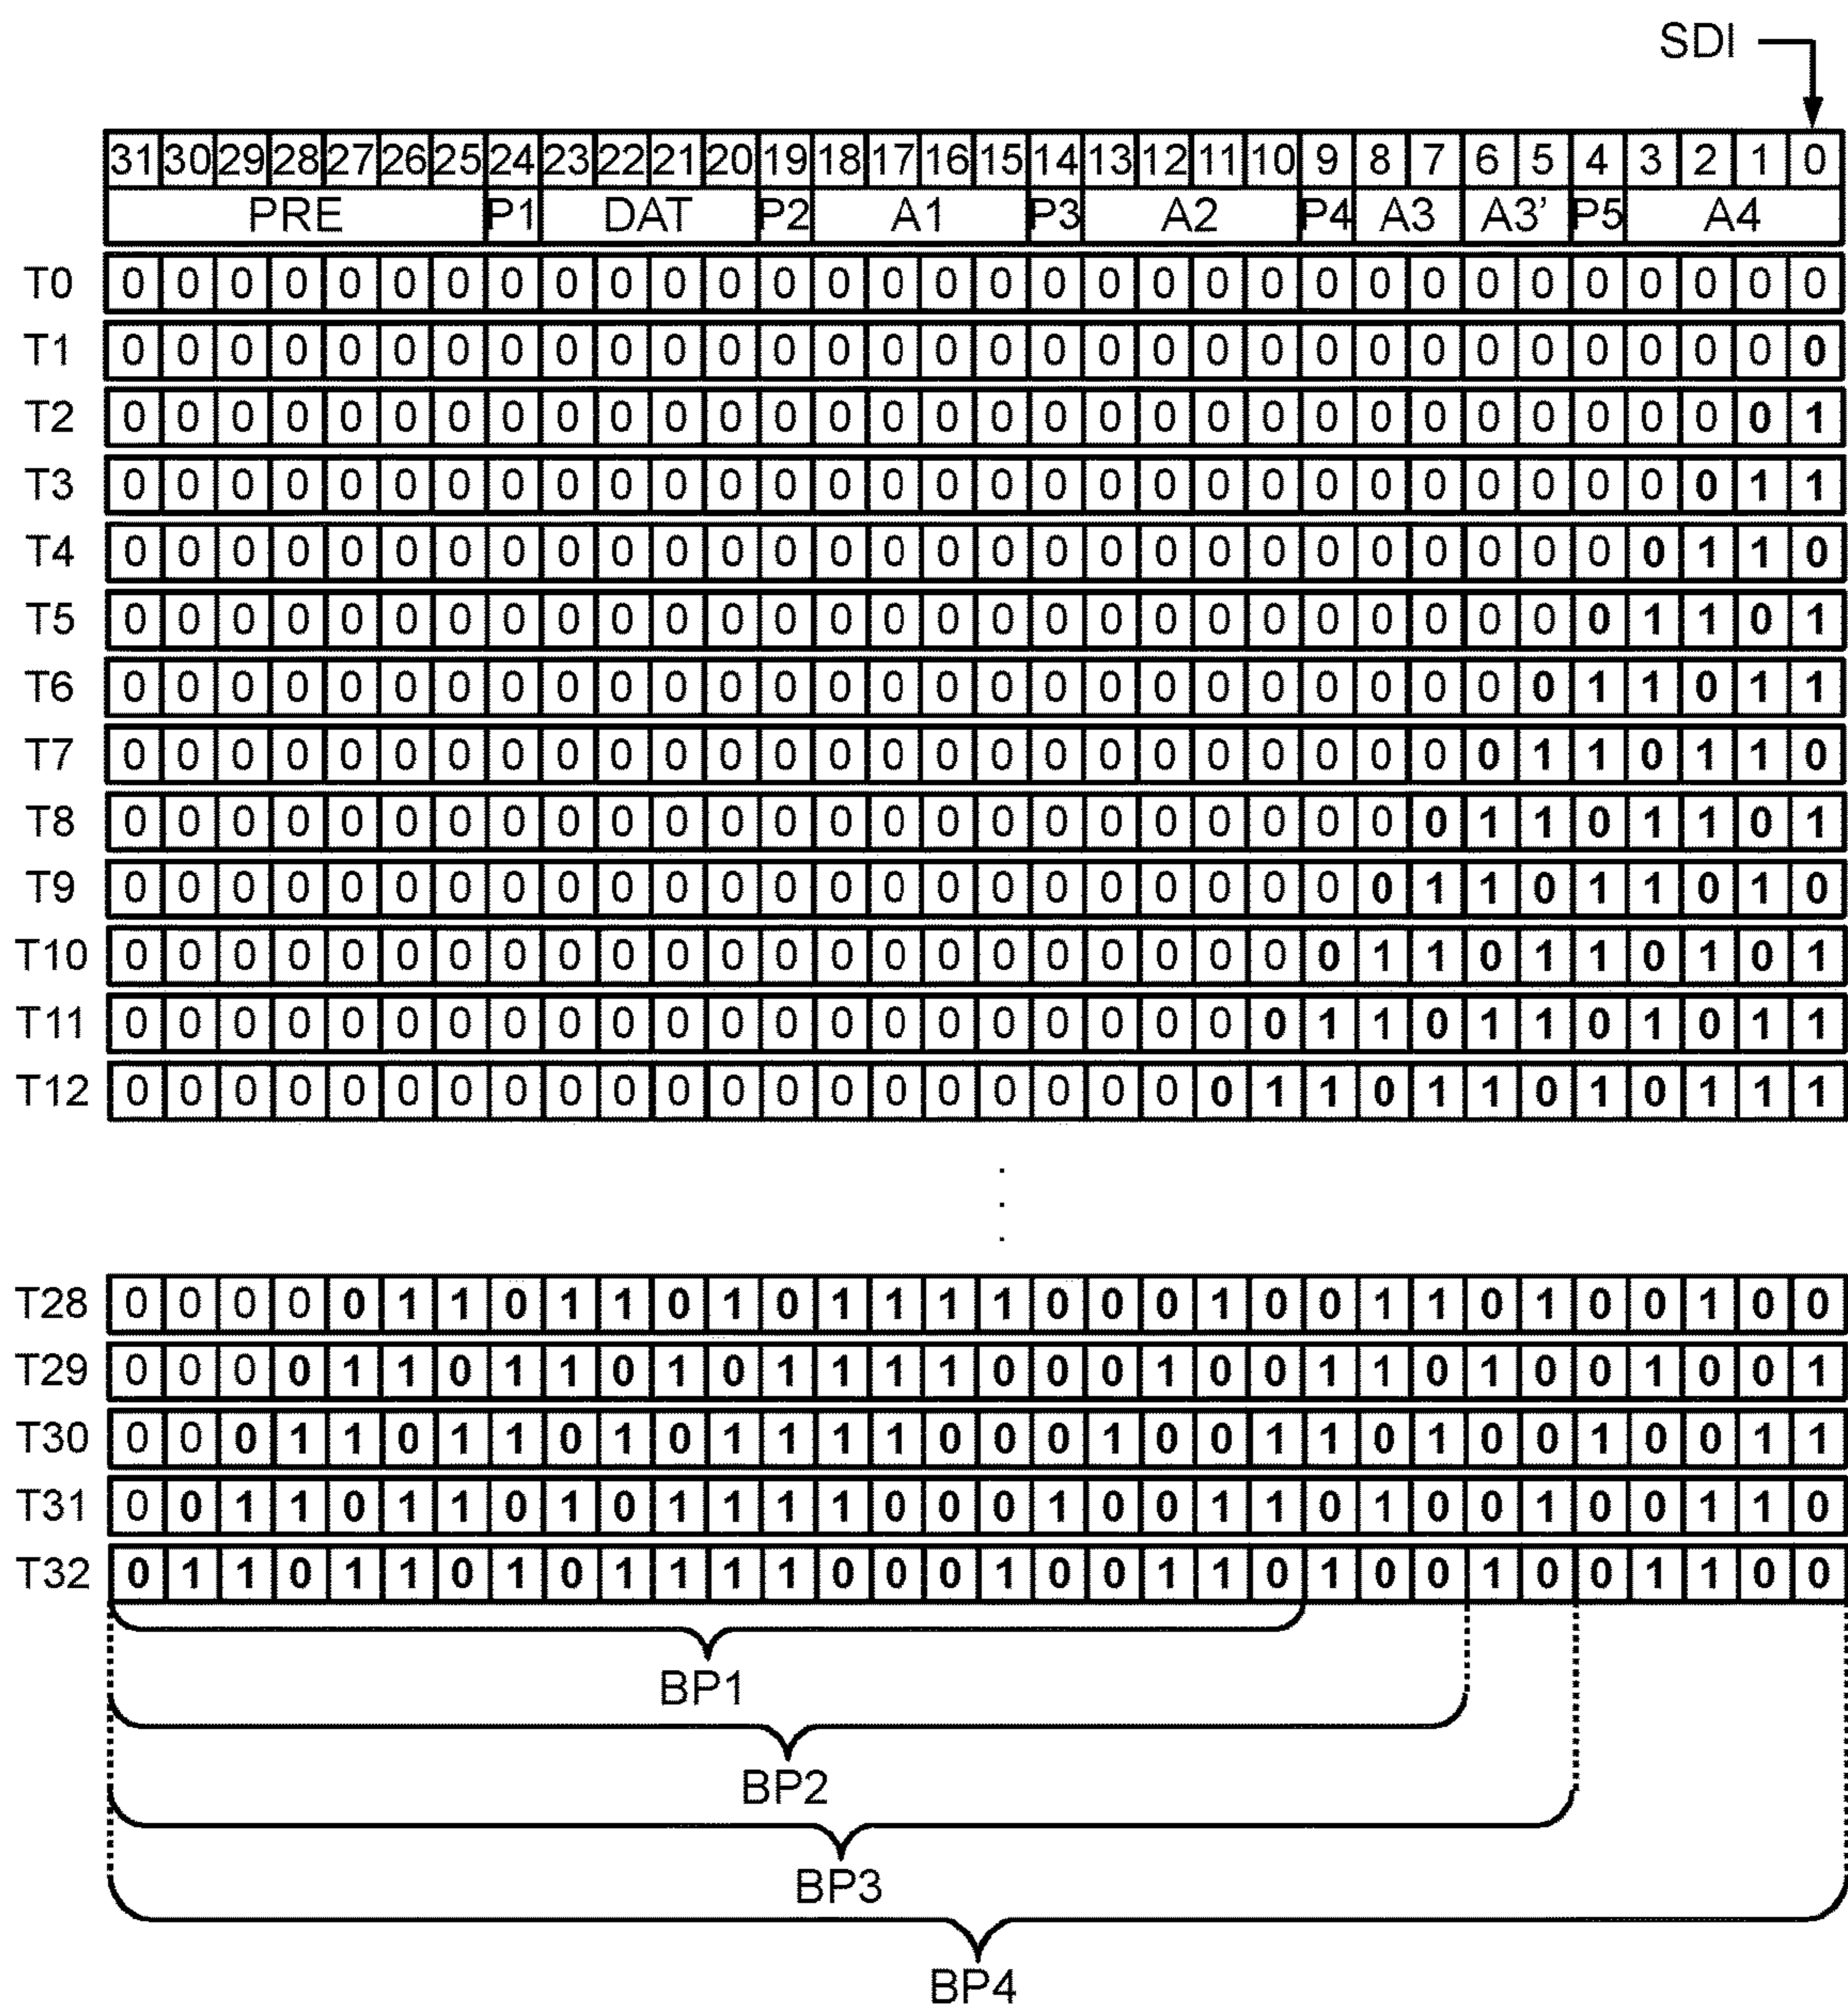 SDI
31 30 29 28 27 26 25 24 23 22 21 20 19 18 17 16 15 14 13 12 11 10 9 8 7 6 5 4 3 2 1 0
PRE P1 DAT P2 A1 P3 A2 P4 A3 A3' P5 A4
T0 0 0 0 0 0 0 0 0 0 0 0 0 0 0 0 0 0 0 0 0 0 0 0 0 0 0 0 0 0 0 0 0
T1 0 0 0 0 0 0 0 0 0 0 0 0 0 0 0 0 0 0 0 0 0 0 0 0 0 0 0 0 0 0 0 0
T2 0 0 0 0 0 0 0 0 0 0 0 0 0 0 0 0 0 0 0 0 0 0 0 0 0 0 0 0 0 0 0 1
T3 0 0 0 0 0 0 0 0 0 0 0 0 0 0 0 0 0 0 0 0 0 0 0 0 0 0 0 0 0 0 1 1
T4 0 0 0 0 0 0 0 0 0 0 0 0 0 0 0 0 0 0 0 0 0 0 0 0 0 0 0 0 0 1 1 0
T5 0 0 0 0 0 0 0 0 0 0 0 0 0 0 0 0 0 0 0 0 0 0 0 0 0 0 0 0 1 1 0 1
T6 0 0 0 0 0 0 0 0 0 0 0 0 0 0 0 0 0 0 0 0 0 0 0 0 0 0 0 1 1 0 1 1
T7 0 0 0 0 0 0 0 0 0 0 0 0 0 0 0 0 0 0 0 0 0 0 0 0 0 0 1 1 0 1 1 0
T8 0 0 0 0 0 0 0 0 0 0 0 0 0 0 0 0 0 0 0 0 0 0 0 0 0 1 1 0 1 1 0 1
T9 0 0 0 0 0 0 0 0 0 0 0 0 0 0 0 0 0 0 0 0 0 0 0 0 1 1 0 1 1 0 1 0
T10 0 0 0 0 0 0 0 0 0 0 0 0 0 0 0 0 0 0 0 0 0 0 0 1 1 0 1 1 0 1 0 1
T11 0 0 0 0 0 0 0 0 0 0 0 0 0 0 0 0 0 0 0 0 0 0 1 1 0 1 1 0 1 0 1 1
T12 0 0 0 0 0 0 0 0 0 0 0 0 0 0 0 0 0 0 0 0 0 1 1 0 1 1 0 1 0 1 1 1
T28 0 0 0 0 0 1 1 0 1 1 0 1 0 1 1 1 1 0 0 0 1 0 0 1 1 0 1 0 0 1 0 0
T29 0 0 0 0 1 1 0 1 1 0 1 0 1 1 1 1 0 0 0 1 0 0 1 1 0 1 0 0 1 0 0 1
T30 0 0 0 1 1 0 1 1 0 1 0 1 1 1 1 0 0 0 1 0 0 1 1 0 1 0 0 1 0 0 1 1
T31 0 0 1 1 0 1 1 0 1 0 1 1 1 1 0 0 0 1 0 0 1 1 0 1 0 0 1 0 0 1 1 0
T32 0 1 1 0 1 1 0 1 0 1 1 1 1 0 0 0 1 0 0 1 1 0 1 0 0 1 0 0 1 1 0 0
BP1
BP2
BP3
BP4